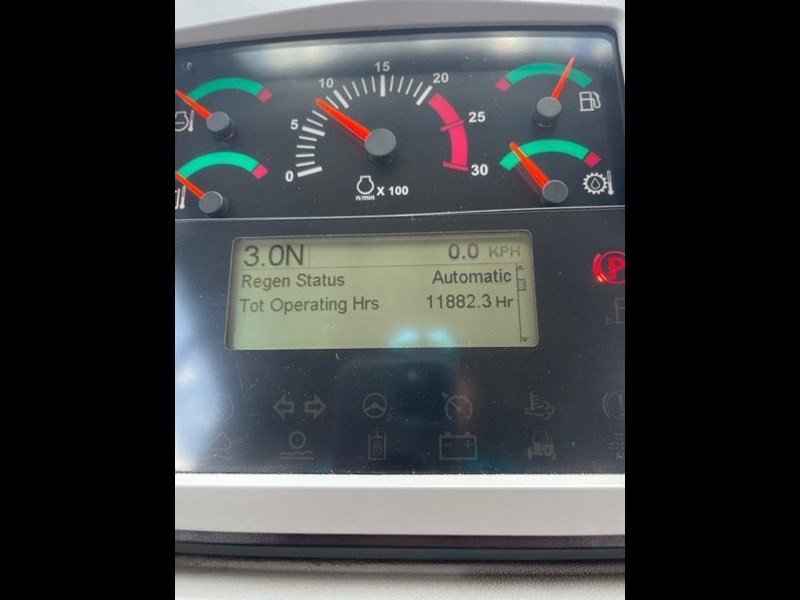 15
10 20
5 25
0 30
n/min X 100
3.0N 0.0 KPH
Regen Status Automatic
Tot Operating Hrs 11882.3 Hr
P